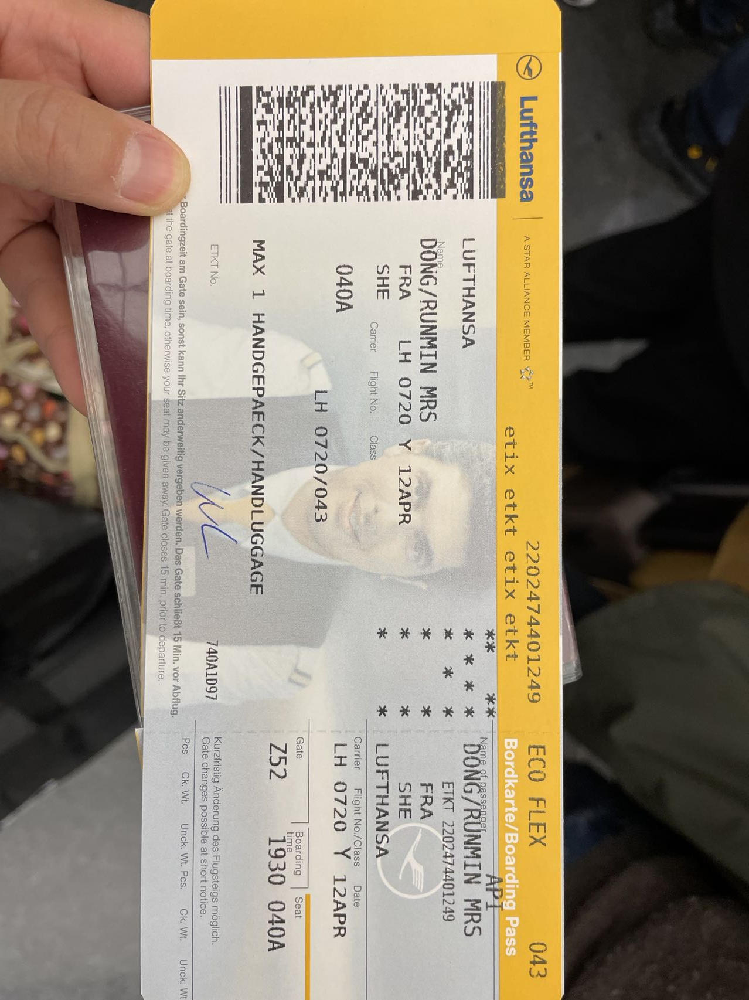 Lufthansa
A STAR ALLIANCE MEMBER ™
2202474401249
ECO FLEX
043
etix etkt etix etkt
Bordkarte/Boarding Pass
** **
API
LUFTHANSA
* * * *
Name of passenger
DONG/RUNMIN MRS
Name
DONG/RUNMIN MRS
* * *
ETKT 2202474401249
* *
FRA
FRA LH 0720 Y 12APR
* *
SHE
SHE
* *
LUFTHANSA
Carrier Flight No. Class
Carrier Flight No./Class Date
040A
LH 0720 Y 12APR
LH 0720/043
Gate
Boarding time
Seat
Z52
1930
040A
MAX 1 HANDGEPAECK/HANDLUGGAGE
ETKT No.
740A1D97
Kurzfristig Änderung des Flugsteigs möglich.
Gate changes possible at short notice.
Boardingzeit am Gate sein, sonst kann Ihr Sitz anderweitig vergeben werden. Das Gate schließt 15 Min. vor Abflug.
at the gate at boarding time, otherwise your seat may be given away. Gate closes 15 min. prior to departure.
Pcs Ck. Wt. Unck. Wt. Pcs. Ck. Wt. Unck. Wt